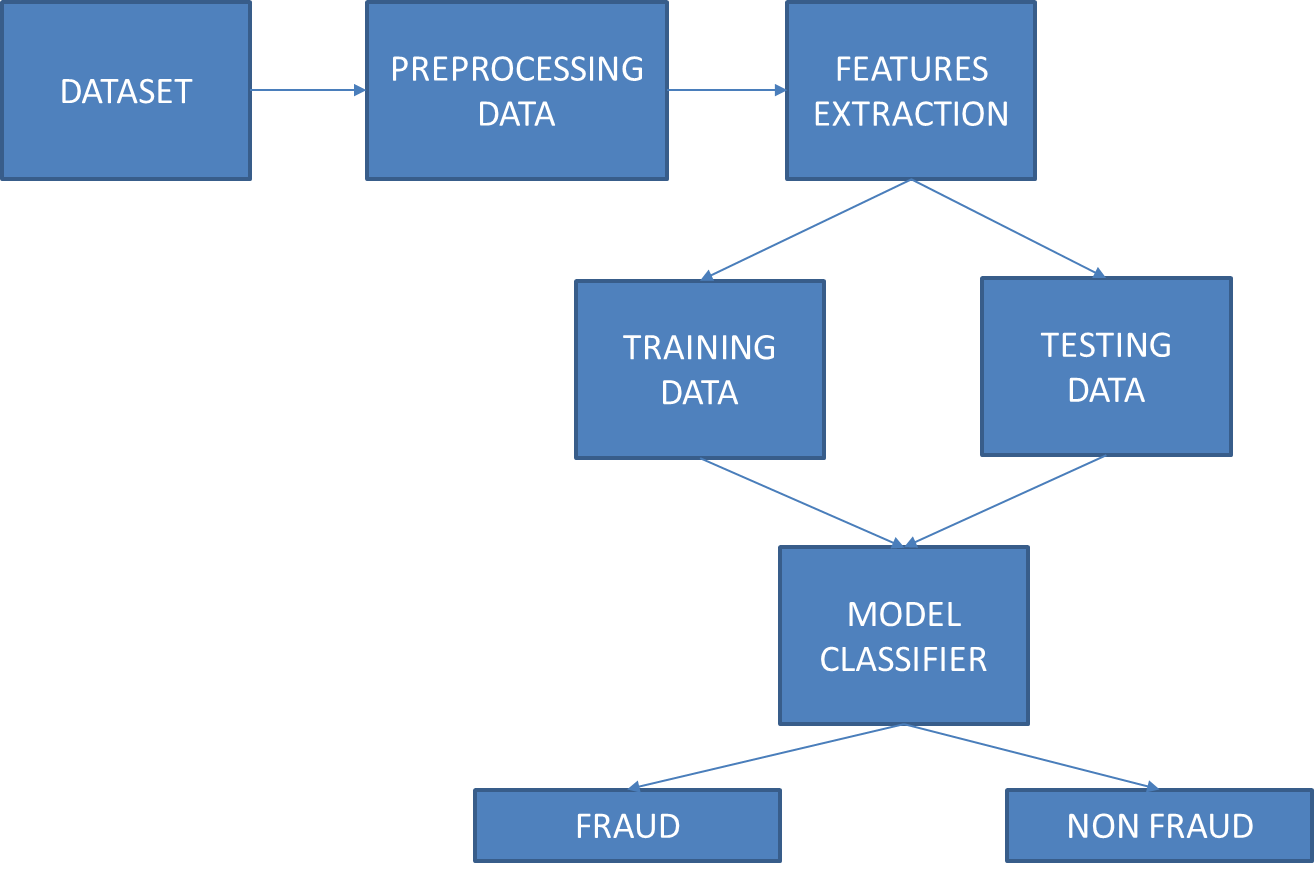 DATASET
PREPROCESSING
DATA
FEATURES
EXTRACTION
TRAINING
DATA
TESTING
DATA
MODEL
CLASSIFIER
FRAUD
NON FRAUD